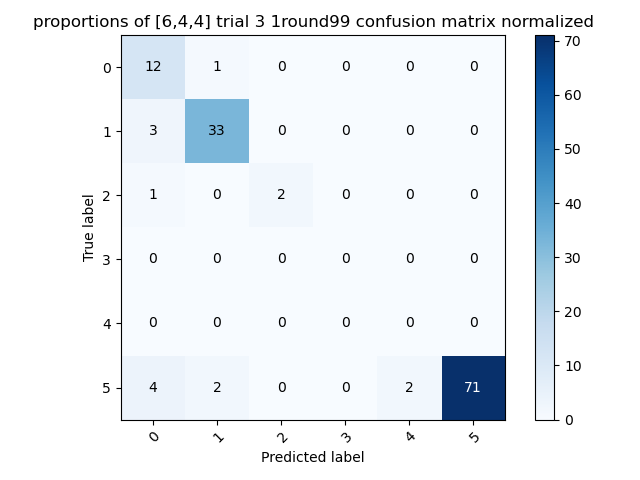 proportions of [6,4,4] trial 3 1round99 confusion matrix normalized
0 12 1 0 0 0 0
1 3 33 0 0 0 0
2 1 0 2 0 0 0
3 0 0 0 0 0 0
4 0 0 0 0 0 0
5 4 2 0 0 2 71
0 1 2 3 4 5
True label
Predicted label
70
60
50
40
30
20
10
0